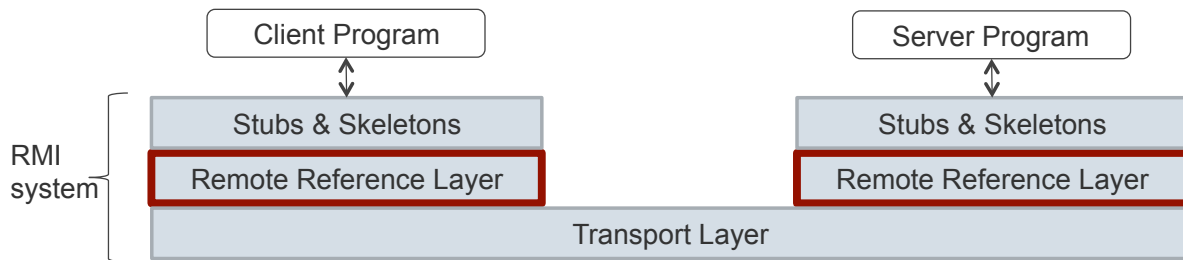 Client Program
Server Program
Stubs & Skeletons
Stubs & Skeletons
RMI
system
Remote Reference Layer
Remote Reference Layer
Transport Layer